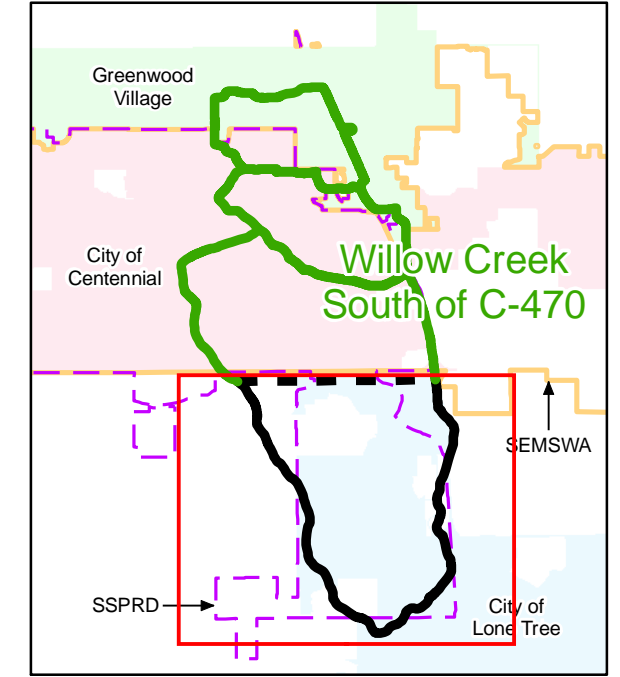 Greenwood
Village
City of
Centennial
Willow Creek
South of C-470
SEMSWA
SSPRD
City of
Lone Tree